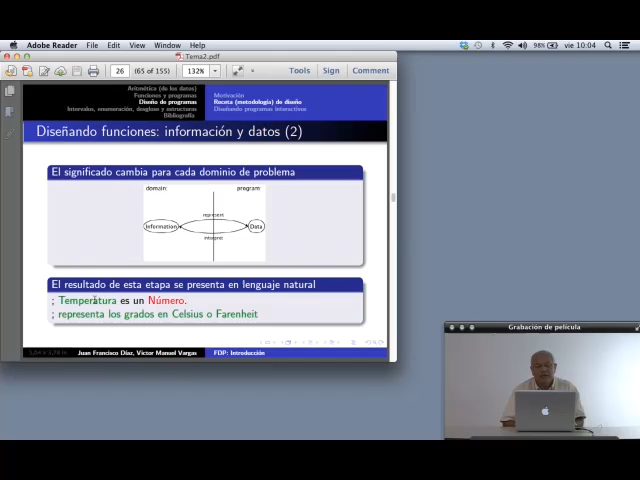 Adobe Reader File Edit View Window Help
98% vie 10:04
Tema2.pdf
26 (65 of 155) 132% Tools Sign Comment
Aritmética (de los datos)
Funciones y programas
Diseño de programas
Intervalos, enumeración, desglose y estructuras
Bibliografía
Motivación
Receta (metodología) de diseño
Diseñando programas interactivos
Diseñando funciones: información y datos (2)
El significado cambia para cada dominio de problema
domain: program:
represent
Information Data
interpret
El resultado de esta etapa se presenta en lenguaje natural
; Temperatura es un Número.
; representa los grados en Celsius o Farenheit
Juan Francisco Díaz, Víctor Manuel Vargas FDP: Introducción
Grabación de película